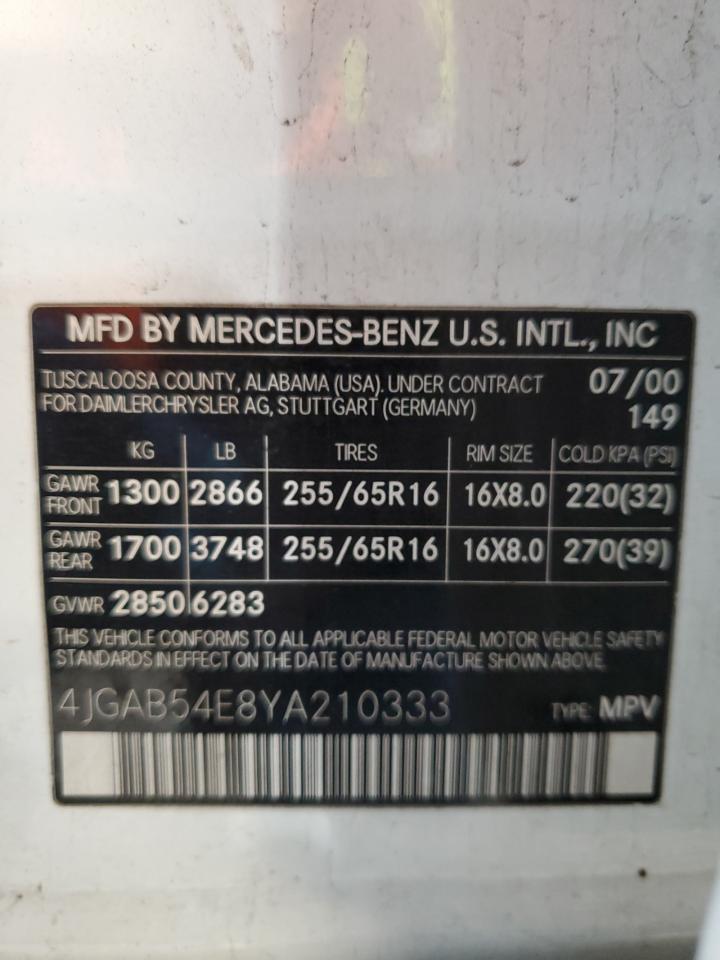 MFD BY MERCEDES-BENZ U.S. INTL., INC
TUSCALOOSA COUNTY, ALABAMA (USA). UNDER CONTRACT 07/00
FOR DAIMLERCHRYSLER AG, STUTTGART (GERMANY) 149
KG LB TIRES RIM SIZE COLD KPA (PSI)
GAWR FRONT 1300 2866 255/65R16 16X8.0 220(32)
GAWR REAR 1700 3748 255/65R16 16X8.0 270(39)
GVWR 2850 6283
THIS VEHICLE CONFORMS TO ALL APPLICABLE FEDERAL MOTOR VEHICLE SAFETY
STANDARDS IN EFFECT ON THE DATE OF MANUFACTURE SHOWN ABOVE.
4JGAB54E8YA210333 TYPE: MPV